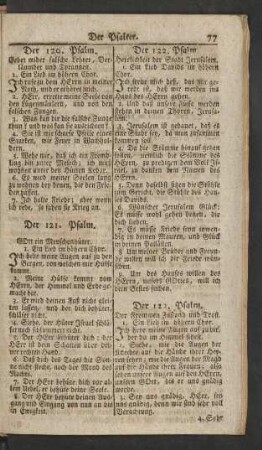 Der Psalter. 77
Der 120. Psalm,
Gebet wider falsche Lehrer, Ver-
läumder und Tyrannen.
1. Ein Lied im höhern Chor.
Ich rufe zu dem HErrn in meiner
Noth, und er erhöret mich.
2. HErr, errette meine Seele von
den Lügenmäulern, und von den
falschen Zungen.
3. Was kan dir die falsche Zunge
thun? und was kan sie ausrichten?
4. Sie ist wie scharfe Pfeile eines
Starken, wie Feuer in Wachhol-
dern.
5. Wehe mir, daß ich ein Fremdling
bin unter Mesech; ich muß wohnen
unter den Hütten Kedar.
6. Es wird meiner Seelen lang
zu wohnen bey denen, die den Frie-
den hassen.
7. Ich halte Friede; aber wenn
ich rede, so fahen sie Krieg an.
Der 121. Psalm,
GOtt ein Menschenhüter.
1. Ein Lied im höhern Chor.
Ich hebe meine Augen auf zu den
Bergen, von welchen mir Hülfe
kommt.
2. Meine Hülfe kommt vom
HErrn, der Himmel und Erde ge-
macht hat.
3. Er wird deinen Fuß nicht glei-
ten lassen; und der dich behütet,
schläft nicht.
4. Siehe, der Hüter Israel schlä-
fet noch schlummert nicht.
5. Der HErr behütet dich; der
HErr ist dein Schatten über dei-
ner rechten Hand.
6. Daß dich des Tages die Son-
ne nicht steche, noch der Mond des
Nachts.
7. Der HErr behüte dich vor al-
lem Uebel, er behüte deine Seele.
8. Der HErr behüte deinen Aus-
gang und Eingang von nun an bis
in Ewigkeit.
Der 122. Psalm
Herrlichkeit der Stadt Jerusalem.
1. Ein Lied Davids im höhern
Chor.
Ich freue mich deß, das mir ge-
redt ist, daß wir werden ins
Haus des HErrn gehen.
2. Und daß unsere Füsse werden
stehen in deinen Thoren, Jerusa-
lem.
3. Jerusalem ist gebauet, daß es
eine Stadt sey, da man zusammen
kommen soll.
4. Da die Stämme hinauf gehen
sollen, nemlich die Stämme des
HErrn, zu predigen dem Volk Is-
rael, zu danken dem Namen des
HErrn.
5. Dann daselbst sitzen die Stühle
zum Gericht, die Stühle des Hau-
ses Davids.
6. Wünschet Jerusalem Glück:
Es müsse wohl gehen denen, die
dich lieben.
7. Es müsse Friede seyn inwen-
dig in deinen Mauren, und Glück
in deinen Pallästen.
8. Um meiner Brüder und Freun-
de willen will ich dir Friede wün-
schen.
9. Um des Hauses willen des
HErrn, unsers GOttes, will ich
dein Bestes suchen.
Der 123. Psalm,
Der Frommen Zustand und Trost.
1. Ein Lied im höhern Chor.
Ich hebe meine Augen auf zu dir,
der du im Himmel sitzest.
2. Siehe, wie die Augen der
Knechte auf die Hände ihrer Her-
ren sehen; wie die Augen der Magd
auf die Hände ihrer Frauen: also
sehen unsere Augen auf den HErrn,
unsern GOtt, bis er uns gnädig
werde.
3. Sey uns gnädig, HErr, sey
uns gnädig; denn wir sind sehr voll
Verachtung.
4. Sehr